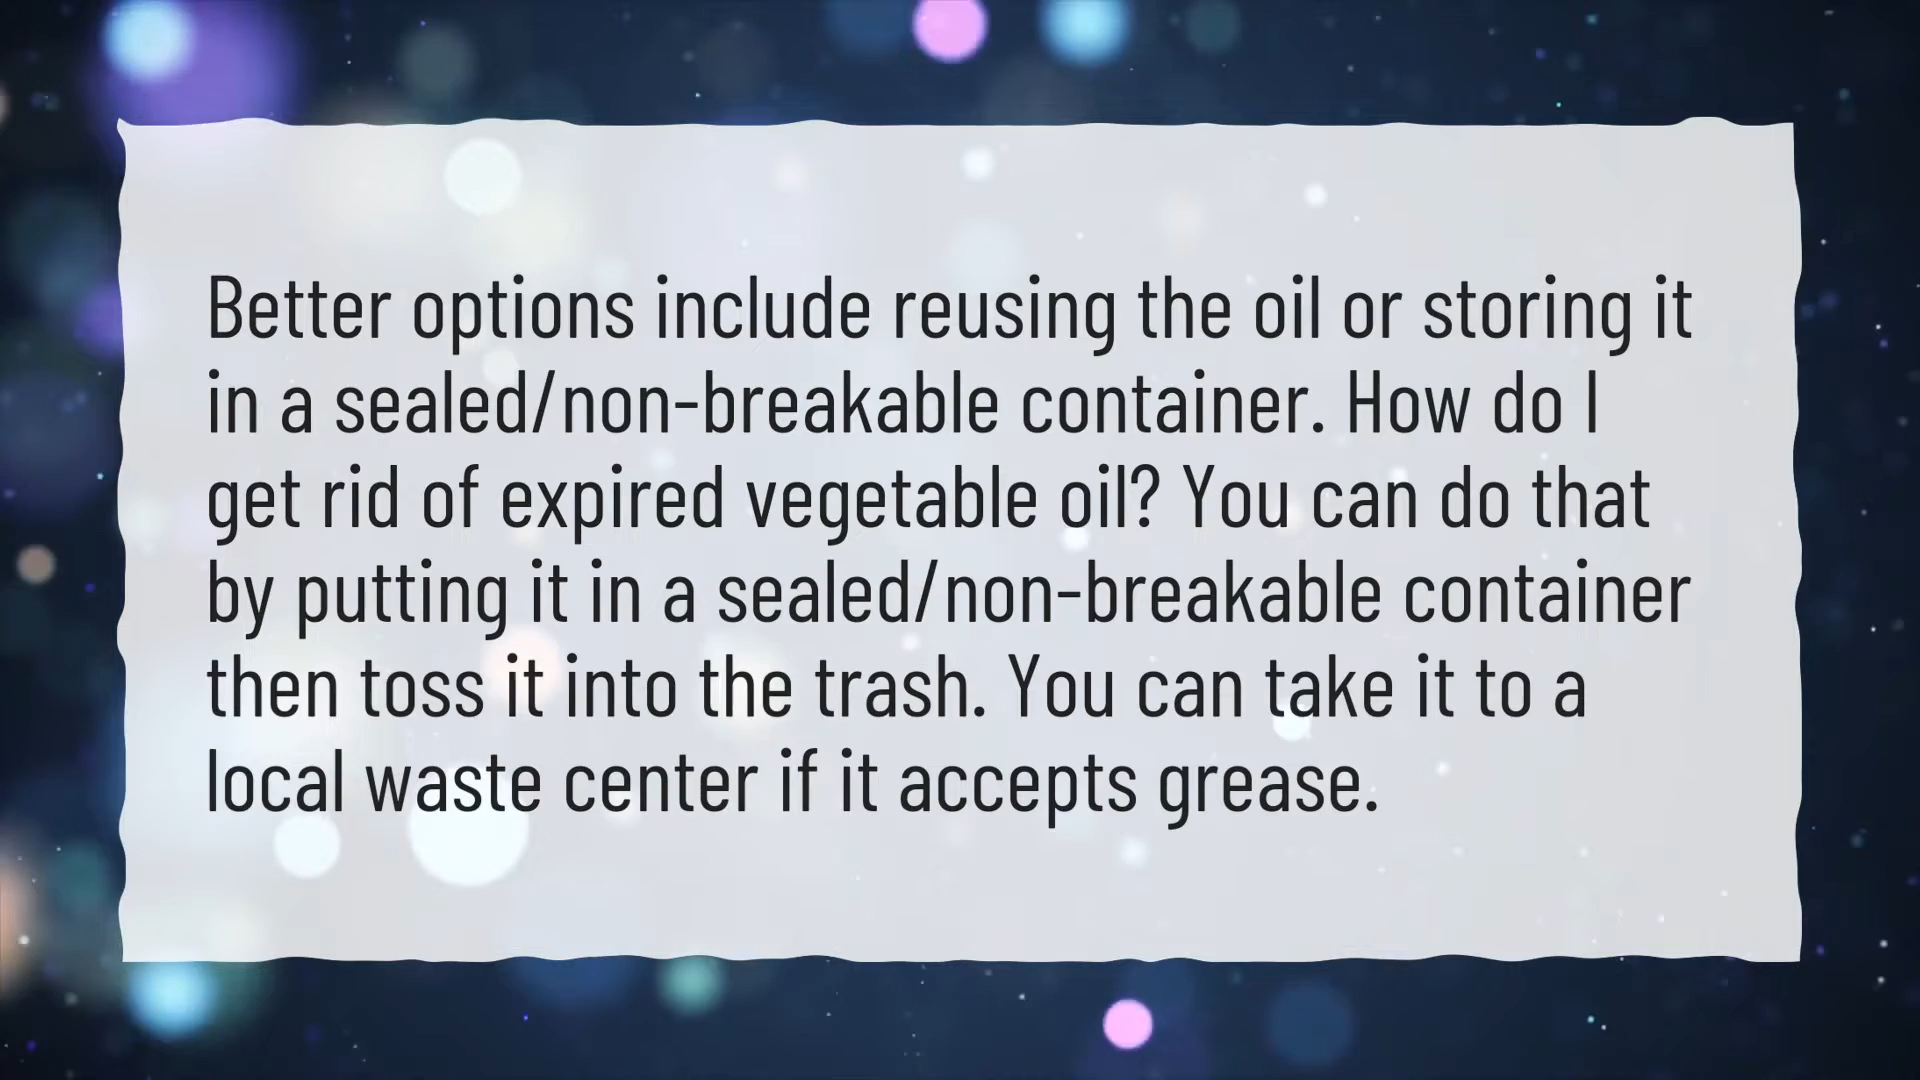 Better options include reusing the oil or storing it
in a sealed/non-breakable container. How do I
get rid of expired vegetable oil? You can do that
by putting it in a sealed/non-breakable container
then toss it into the trash. You can take it to a
local waste center if it accepts grease.